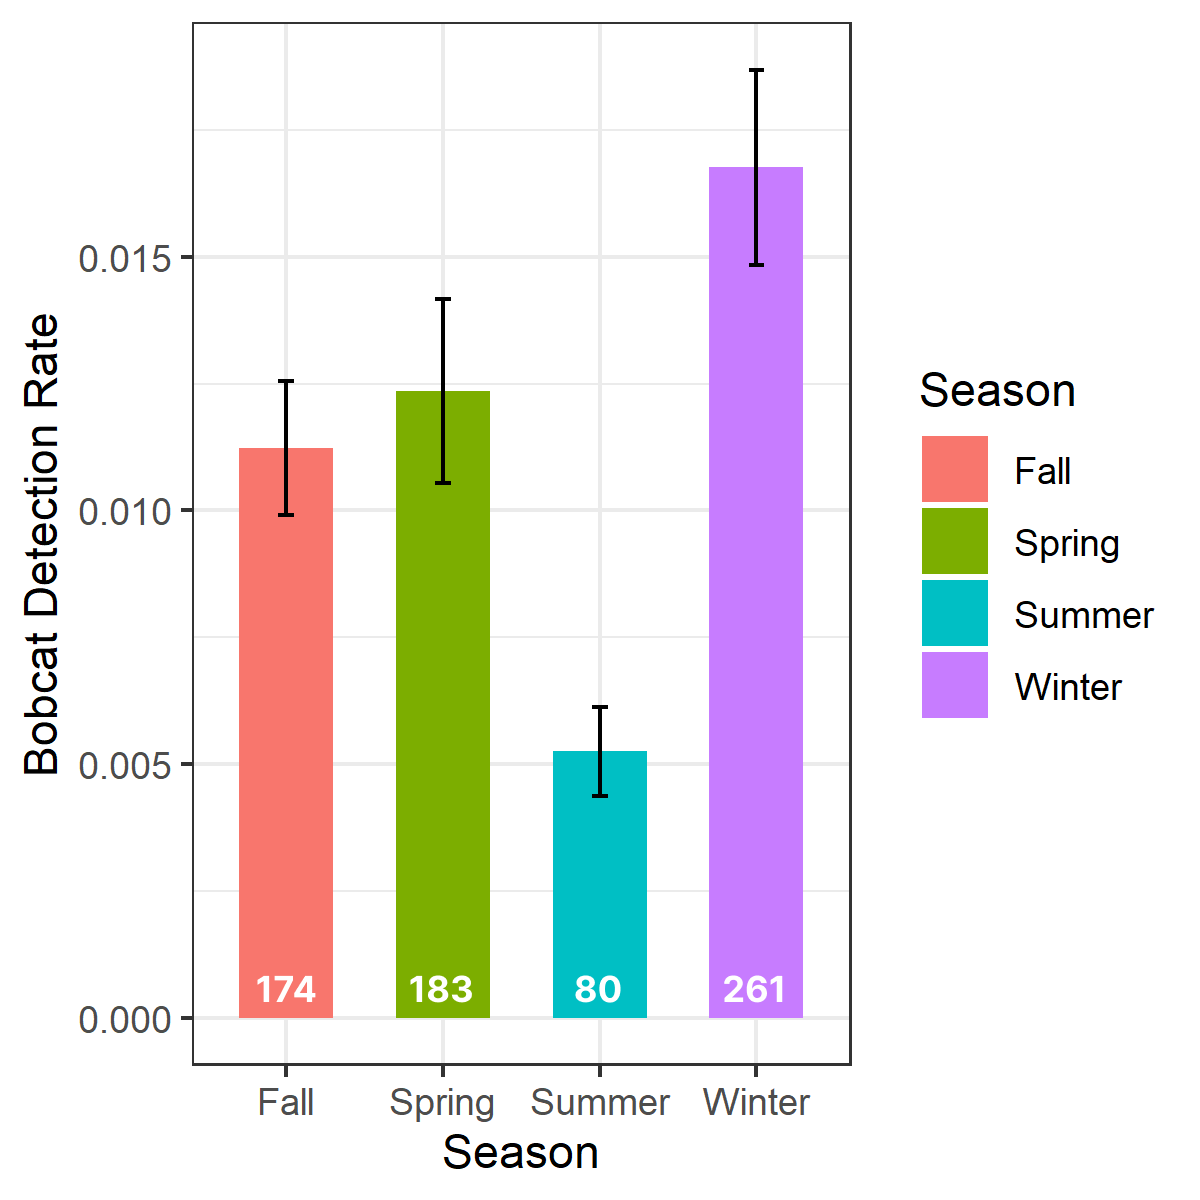 Bobcat Detection Rate
0.015
0.010
0.005
0.000
174
183
80
261
Fall
Spring
Summer
Winter
Season
Season
Fall
Spring
Summer
Winter